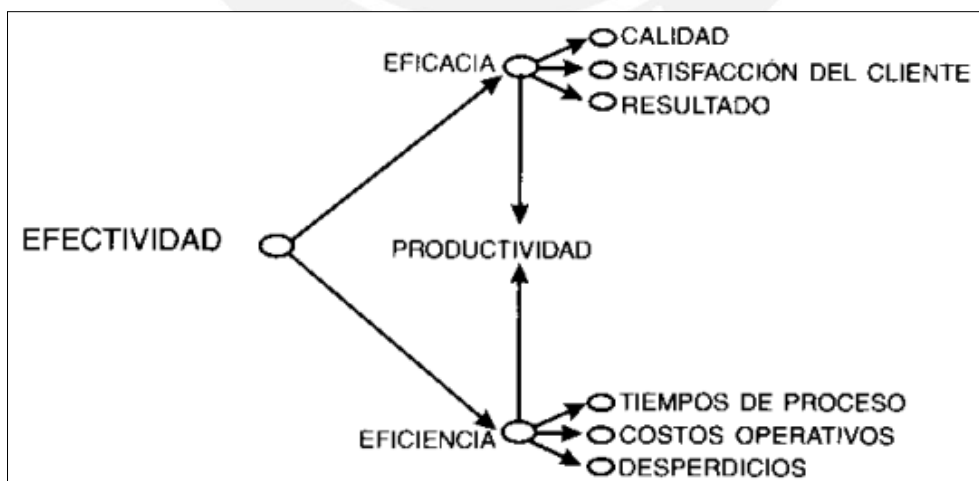 EFICACIA
CALIDAD
SATISFACCIÓN DEL CLIENTE
RESULTADO
EFECTIVIDAD
PRODUCTIVIDAD
EFICIENCIA
TIEMPOS DE PROCESO
COSTOS OPERATIVOS
DESPERDICIOS